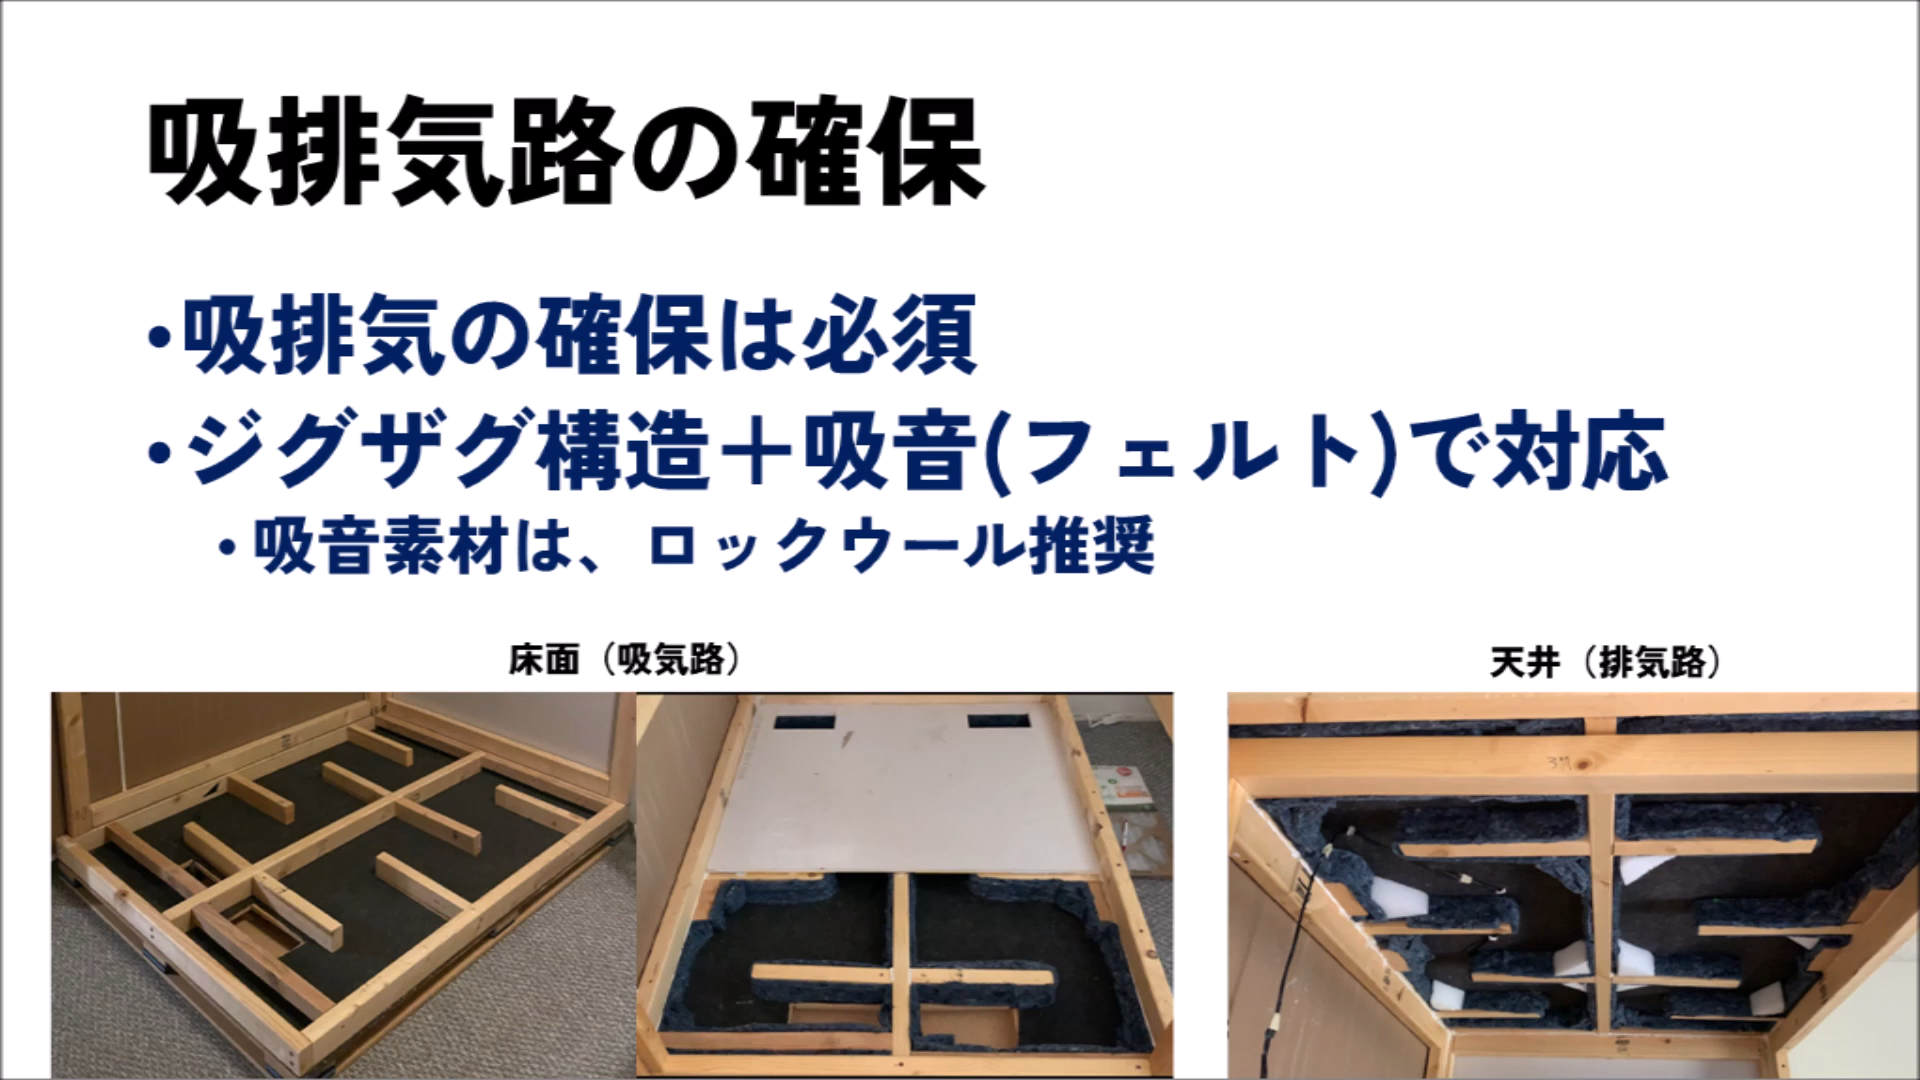 吸排気路の確保
•吸排気の確保は必須
•ジグザグ構造＋吸音(フェルト)で対応
•吸音素材は、ロックウール推奨
床面（吸気路）
天井（排気路）